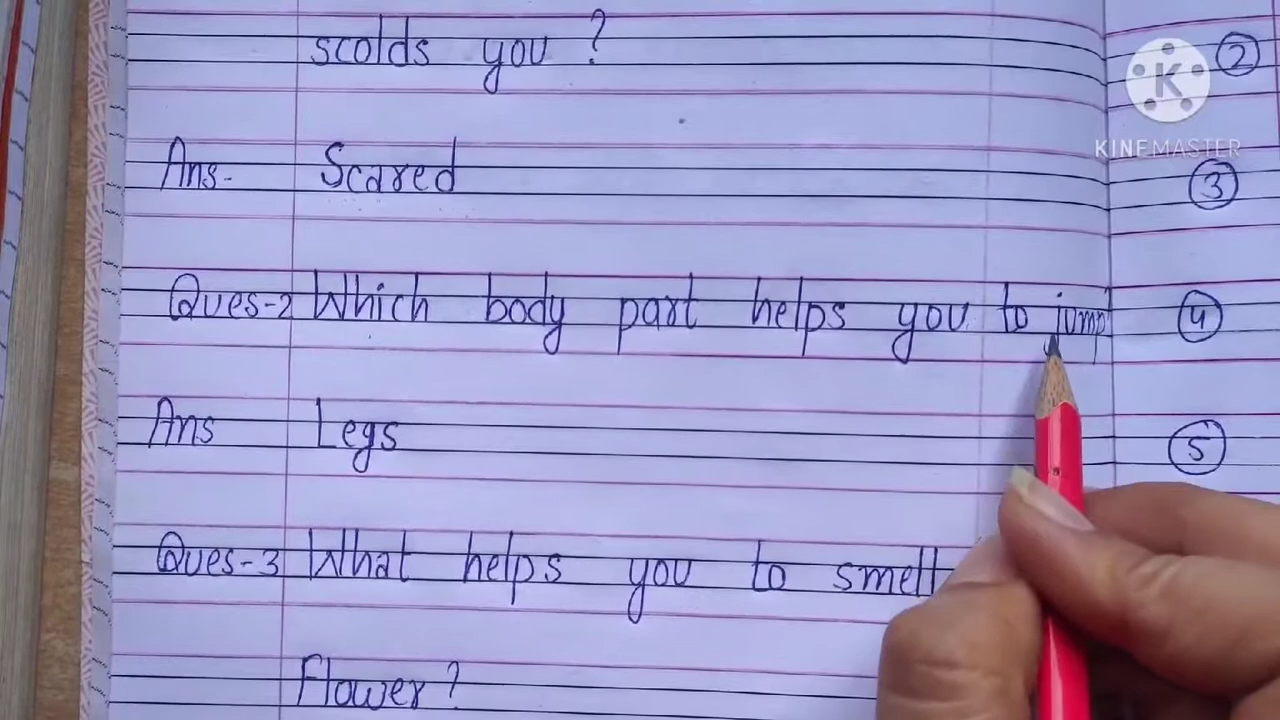 scolds you ?
②
KINEMASTER
Ans. Scared
③
Ques-2 Which body part helps you to jump
④
Ans Legs
⑤
Ques-3 What helps you to smell
Flower ?